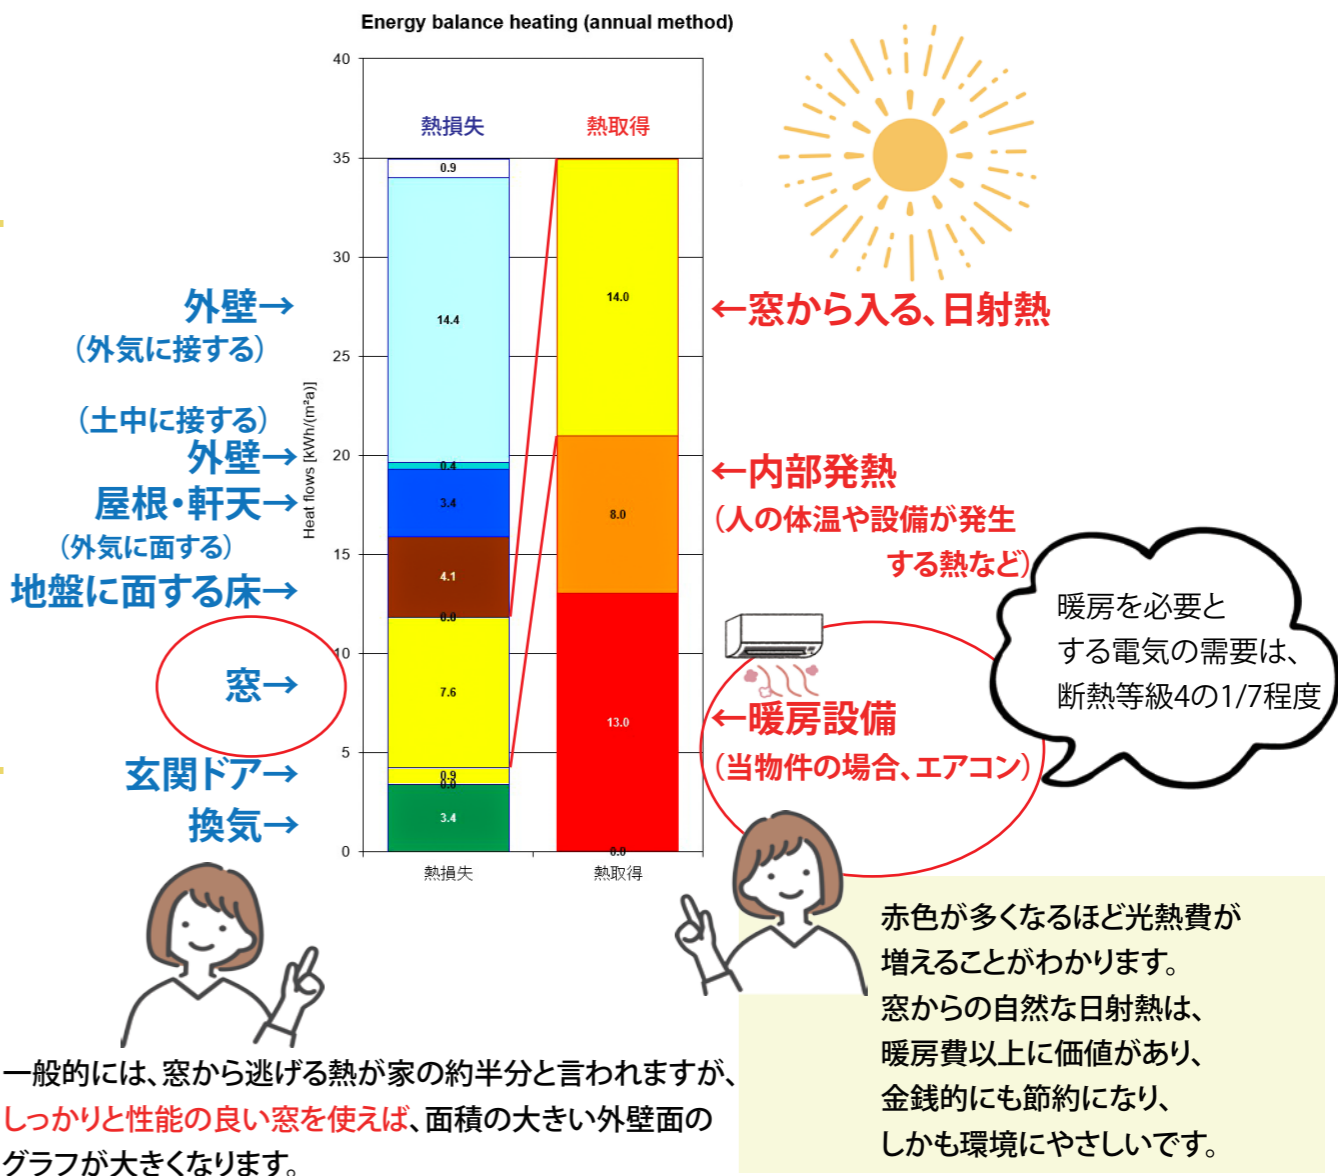 Energy balance heating (annual method)
40
35
30
25
20
15
10
5
0
Heat flows [kWh/(m²a)]
熱損失
熱取得
0.9
14.4
0.4
3.4
4.1
0.0
7.6
0.9
0.0
3.4
14.0
8.0
13.0
0.0
熱損失
熱取得
外壁→
（外気に接する）
（土中に接する）
外壁→
屋根・軒天→
（外気に面する）
地盤に面する床→
窓→
玄関ドア→
換気→
←窓から入る、日射熱
←内部発熱
（人の体温や設備が発生
する熱など）
←暖房設備
（当物件の場合、エアコン）
暖房を必要と
する電気の需要は、
断熱等級4の1/7程度
赤色が多くなるほど光熱費が
増えることがわかります。
窓からの自然な日射熱は、
暖房費以上に価値があり、
金銭的にも節約になり、
しかも環境にやさしいです。
一般的には、窓から逃げる熱が家の約半分と言われますが、
しっかりと性能の良い窓を使えば、面積の大きい外壁面の
グラフが大きくなります。